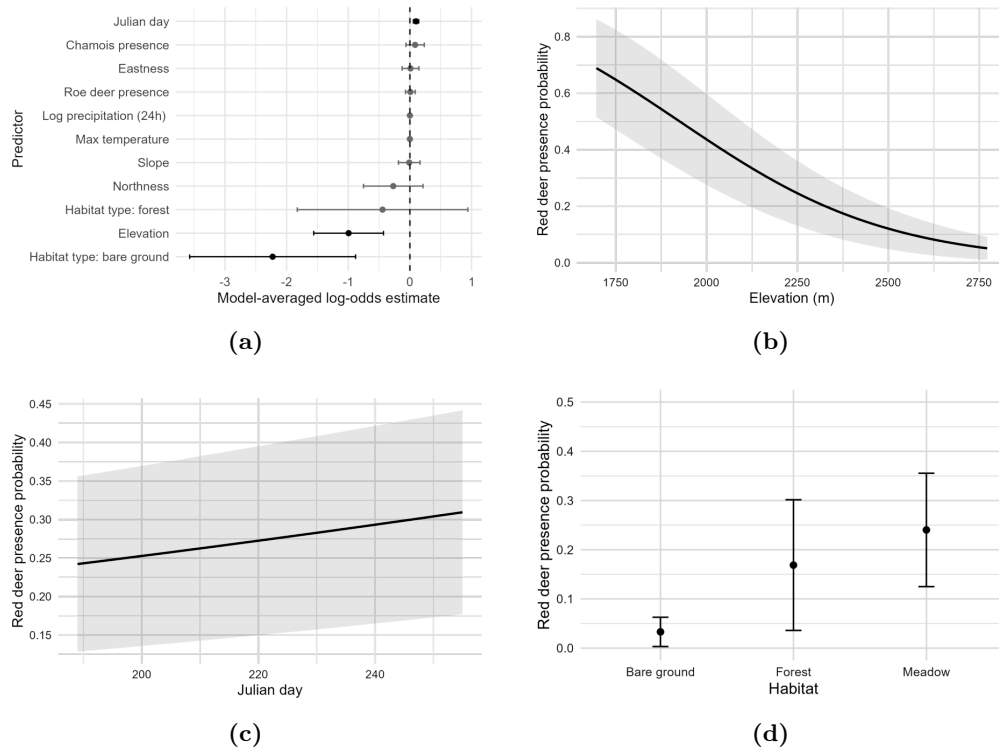 Predictor
Julian day
Chamois presence
Eastness
Roe deer presence
Log precipitation (24h)
Max temperature
Slope
Northness
Habitat type: forest
Elevation
Habitat type: bare ground
-3 -2 -1 0 1
Model-averaged log-odds estimate
(a)
Red deer presence probability
0.8
0.6
0.4
0.2
0.0
1750 2000 2250 2500 2750
Elevation (m)
(b)
Red deer presence probability
0.45
0.40
0.35
0.30
0.25
0.20
0.15
200 220 240
Julian day
(c)
Red deer presence probability
0.5
0.4
0.3
0.2
0.1
0.0
Bare ground Forest Meadow
Habitat
(d)